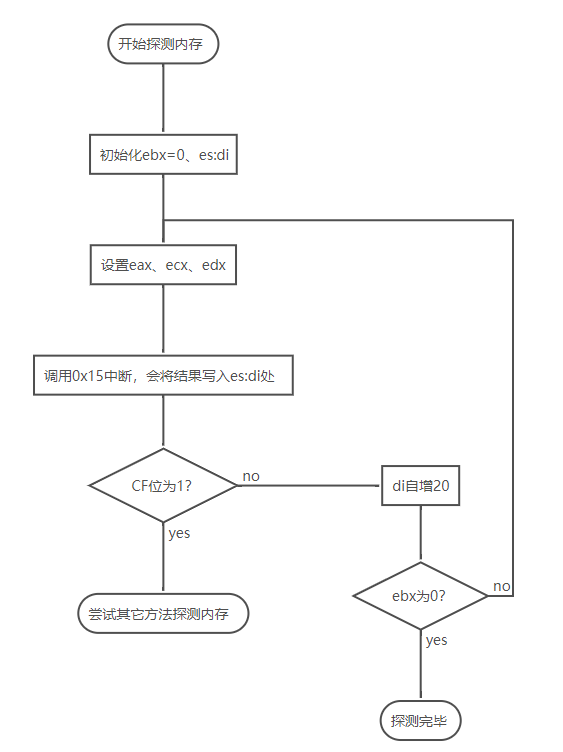 开始探测内存
初始化ebx=0、es:di
设置eax、ecx、edx
调用0x15中断，会将结果写入es:di处
CF位为1?
no
yes
尝试其它方法探测内存
di自增20
ebx为0?
no
yes
探测完毕